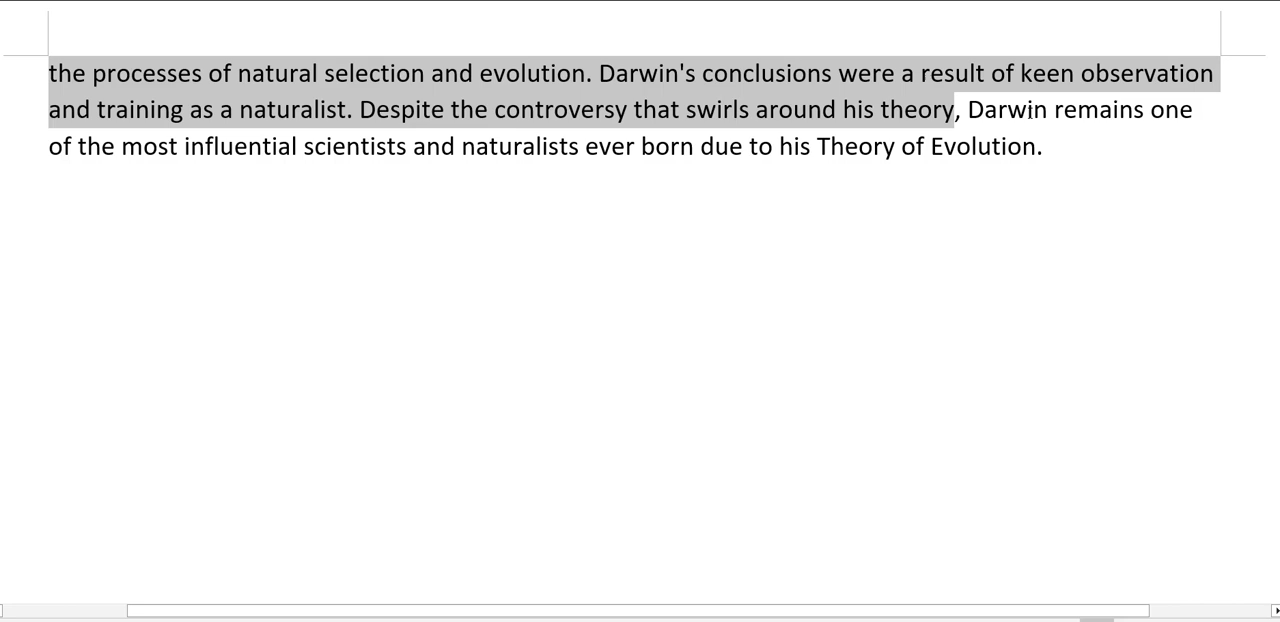 the processes of natural selection and evolution. Darwin's conclusions were a result of keen observation
and training as a naturalist. Despite the controversy that swirls around his theory, Darwin remains one
of the most influential scientists and naturalists ever born due to his Theory of Evolution.